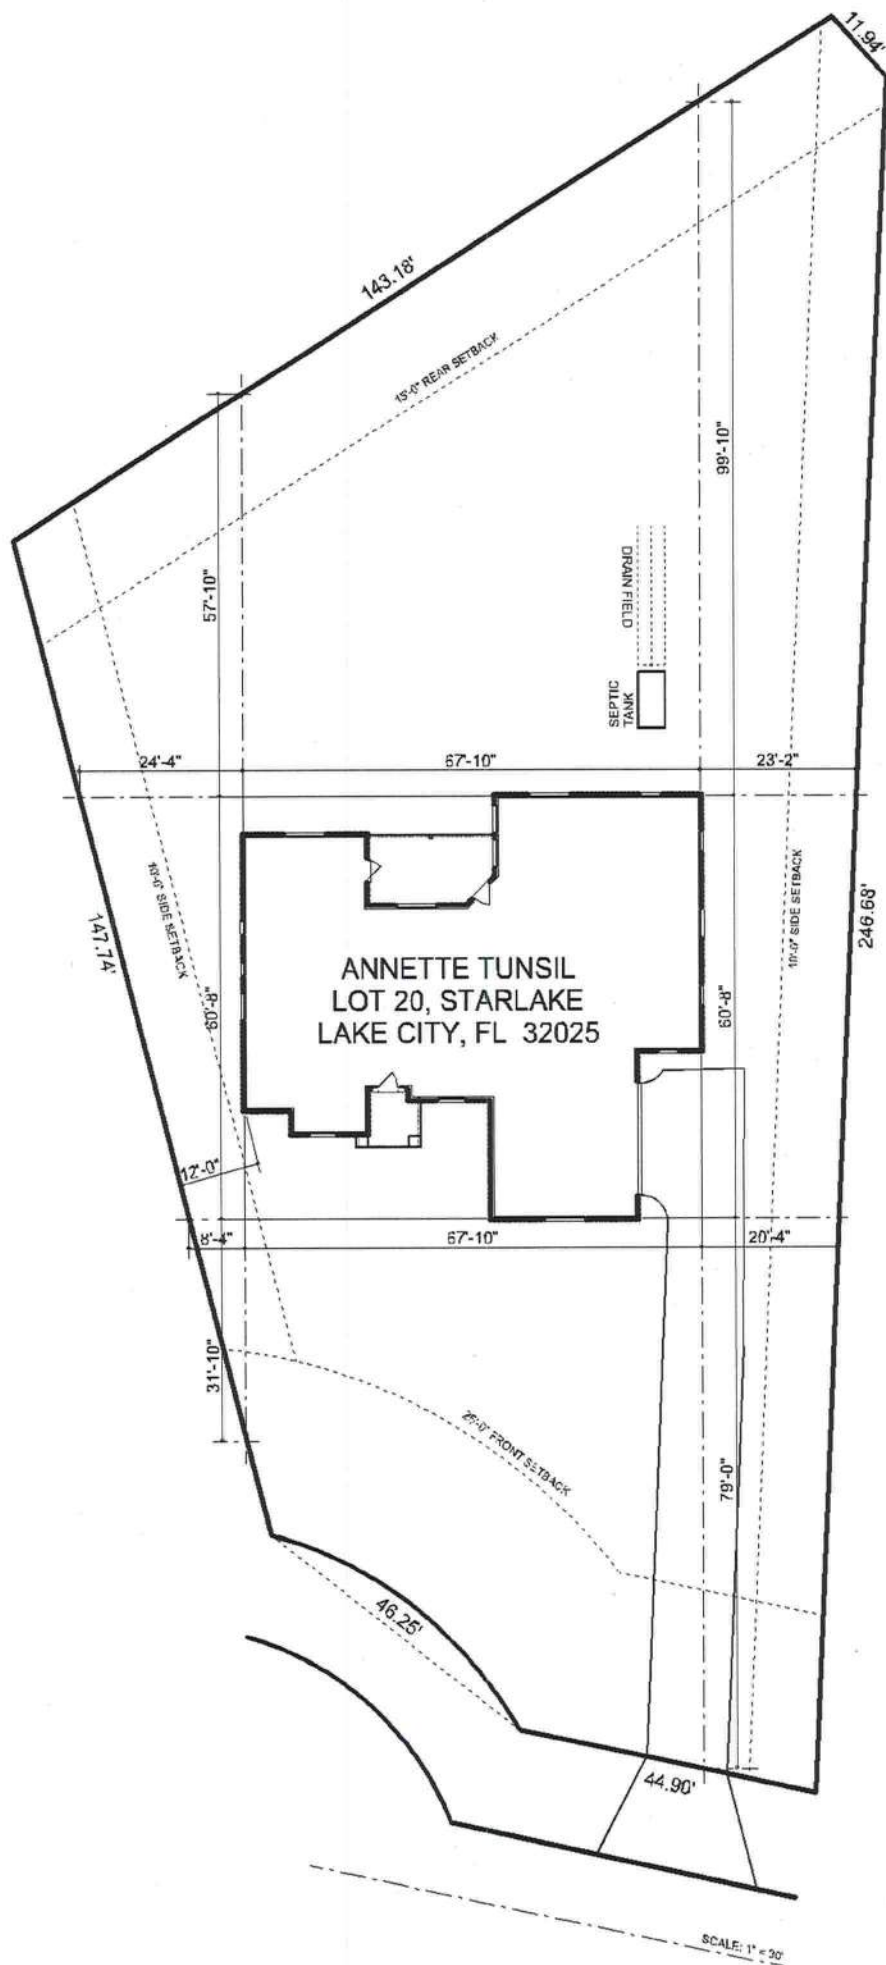 11.94'
143.18'
15'-0" REAR SETBACK
99'-10"
57'-10"
DRAIN FIELD
SEPTIC
TANK
24'-4"
67'-10"
23'-2"
10'-0" SIDE SETBACK
10'-0" SIDE SETBACK
147.74'
246.68'
ANNETTE TUNSIL
LOT 20, STARLAKE
LAKE CITY, FL 32025
60'-8"
60'-8"
12'-0"
8'-4"
67'-10"
20'-4"
31'-10"
25'-0" FRONT SETBACK
79'-0"
46.25'
44.90'
SCALE: 1" = 30'